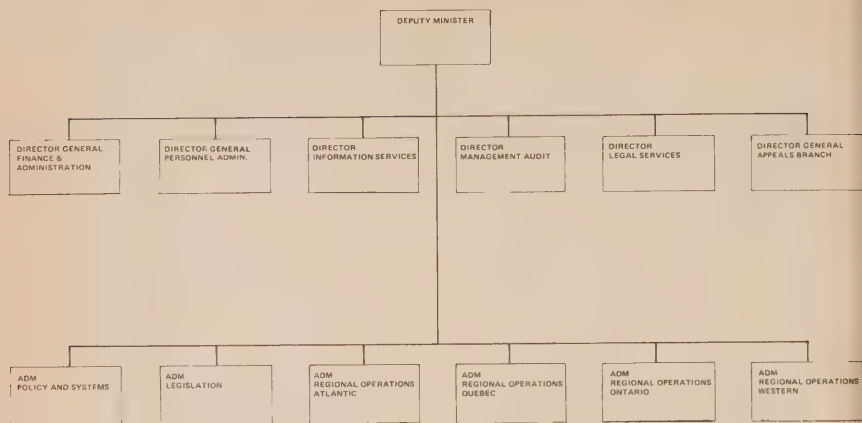 DEPUTY MINISTER
DIRECTOR GENERAL
FINANCE &
ADMINISTRATION
DIRECTOR GENERAL
PERSONNEL ADMIN.
DIRECTOR
INFORMATION SERVICES
DIRECTOR
MANAGEMENT AUDIT
DIRECTOR
LEGAL SERVICES
DIRECTOR GENERAL
APPEALS BRANCH
ADM
POLICY AND SYSTEMS
ADM
LEGISLATION
ADM
REGIONAL OPERATIONS
ATLANTIC
ADM
REGIONAL OPERATIONS
QUEBEC
ADM
REGIONAL OPERATIONS
ONTARIO
ADM
REGIONAL OPERATIONS
WESTERN